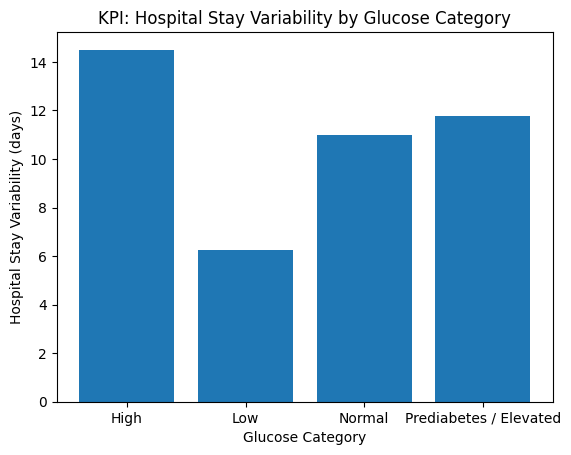 KPI: Hospital Stay Variability by Glucose Category
Hospital Stay Variability (days)
14
12
10
8
6
4
2
0
High Low Normal Prediabetes / Elevated
Glucose Category